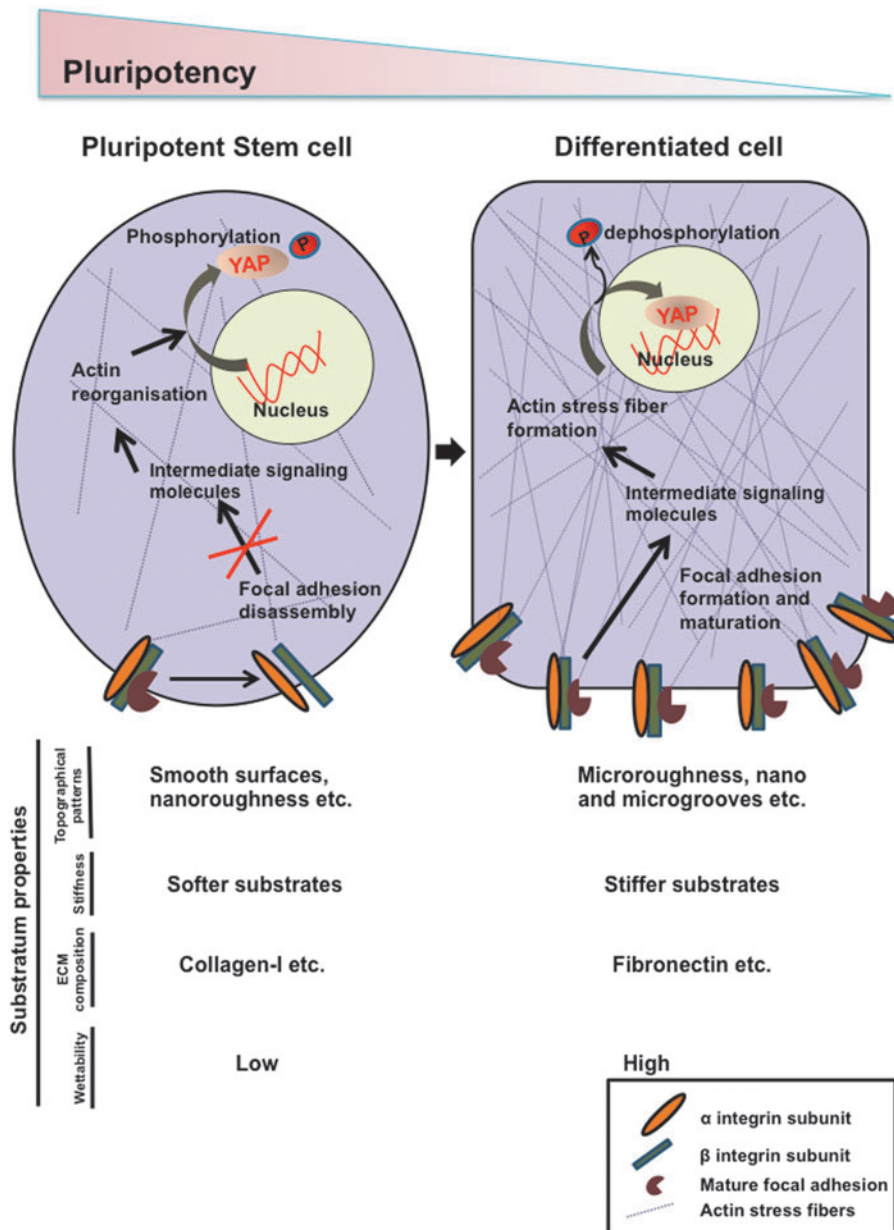 Pluripotency
Pluripotent Stem cell
Phosphorylation
P
YAP
Actin
reorganisation
Nucleus
Intermediate signaling
molecules
Focal adhesion
disassembly
Differentiated cell
P
dephosphorylation
YAP
Nucleus
Actin stress fiber
formation
Intermediate signaling
molecules
Focal adhesion
formation and
maturation
Substratum properties
Topographical
patterns
Smooth surfaces,
nanoroughness etc.
Microroughness, nano
and microgrooves etc.
Stiffness
Softer substrates
Stiffer substrates
ECM
composition
Collagen-I etc.
Fibronectin etc.
Wettability
Low
High
α integrin subunit
β integrin subunit
Mature focal adhesion
Actin stress fibers